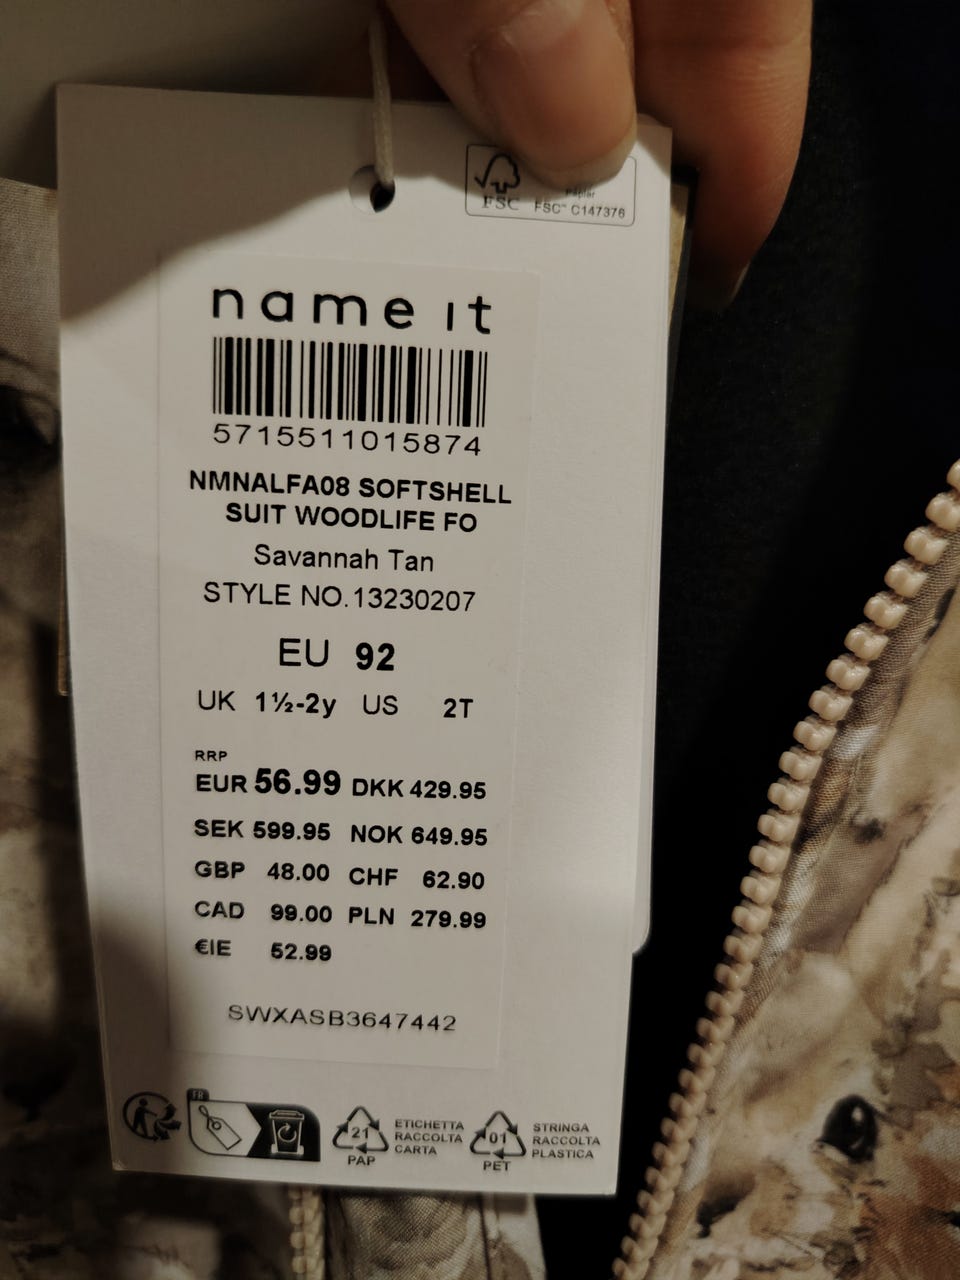 FSC
FSC™ C147376
name it
5715511015874
NMNALFA08 SOFTSHELL
SUIT WOODLIFE FO
Savannah Tan
STYLE NO.13230207
EU 92
UK 1½-2y US 2T
RRP
EUR 56.99 DKK 429.95
SEK 599.95 NOK 649.95
GBP 48.00 CHF 62.90
CAD 99.00 PLN 279.99
€IE 52.99
SWXASB3647442
FR
21
PAP
ETICHETTA
RACCOLTA
CARTA
01
PET
STRINGA
RACCOLTA
PLASTICA